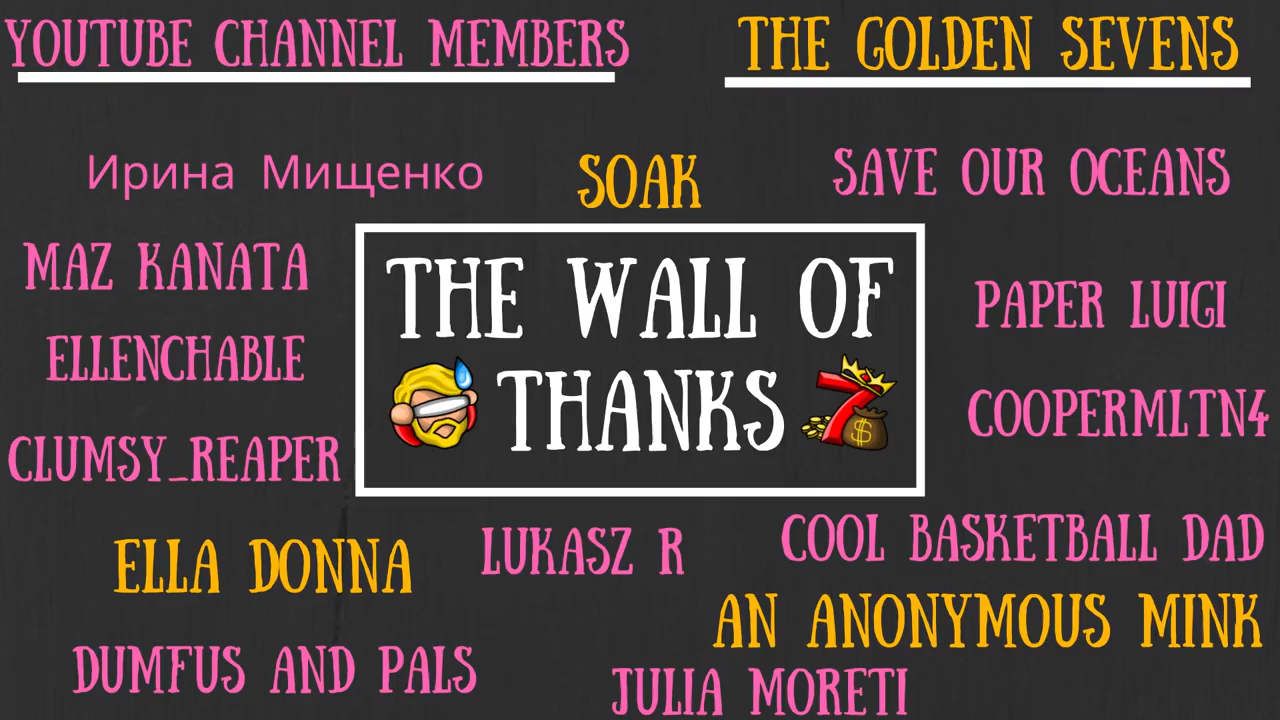 YOUTUBE CHANNEL MEMBERS
THE GOLDEN SEVENS
Ирина Мищенко
SOAK
SAVE OUR OCEANS
MAZ KANATA
THE WALL OF
THANKS
7
$
PAPER LUIGI
ELLENCHABLE
COOPERMLTN4
CLUMSY_REAPER
ELLA DONNA
LUKASZ R
COOL BASKETBALL DAD
AN ANONYMOUS MINK
DUMFUS AND PALS
JULIA MORETI